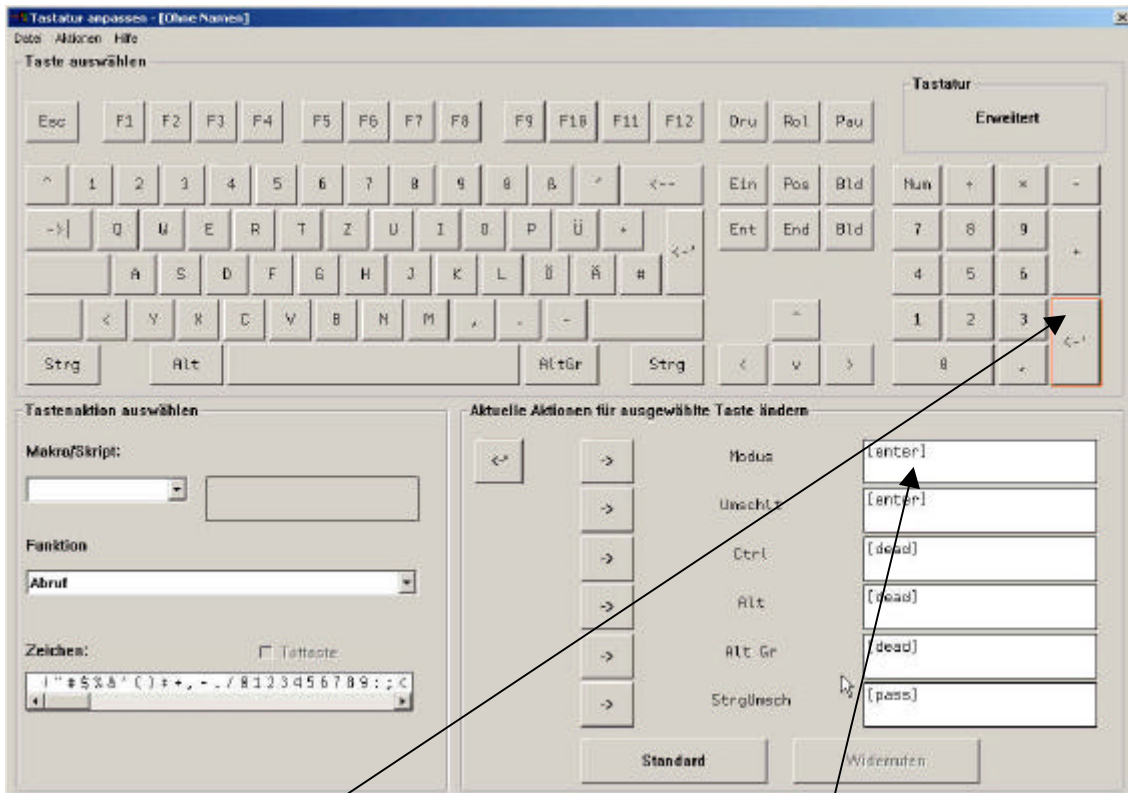 Tastatur anpassen - [Ohne Namen]
Datei Aktionen Hilfe
Taste auswählen
Tastatur
Erweitert
Esc F1 F2 F3 F4 F5 F6 F7 F8 F9 F10 F11 F12 Dru Rol Pau
^ 1 2 3 4 5 6 7 8 9 0 ß ´ <-- Ein Pos Bld Num ÷ × -
->| Q W E R T Z U I O P Ü + <-' Ent End Bld 7 8 9 +
A S D F G H J K L Ö Ä # 4 5 6
< Y X C V B N M , . - ^ 1 2 3 <-'
Strg Alt AltGr Strg < v > 0 ,
Tastenaktion auswählen
Makro/Skript:
Funktion
Abruf
Zeichen:
Tottaste
!"#$%&'()*+,-./0123456789:;<
Aktuelle Aktionen für ausgewählte Taste ändern
<-' -> Modus [enter]
-> Umschlt [enter]
-> Ctrl [dead]
-> Alt [dead]
-> Alt Gr [dead]
-> StrgUmsch [pass]
Standard Widerrufen